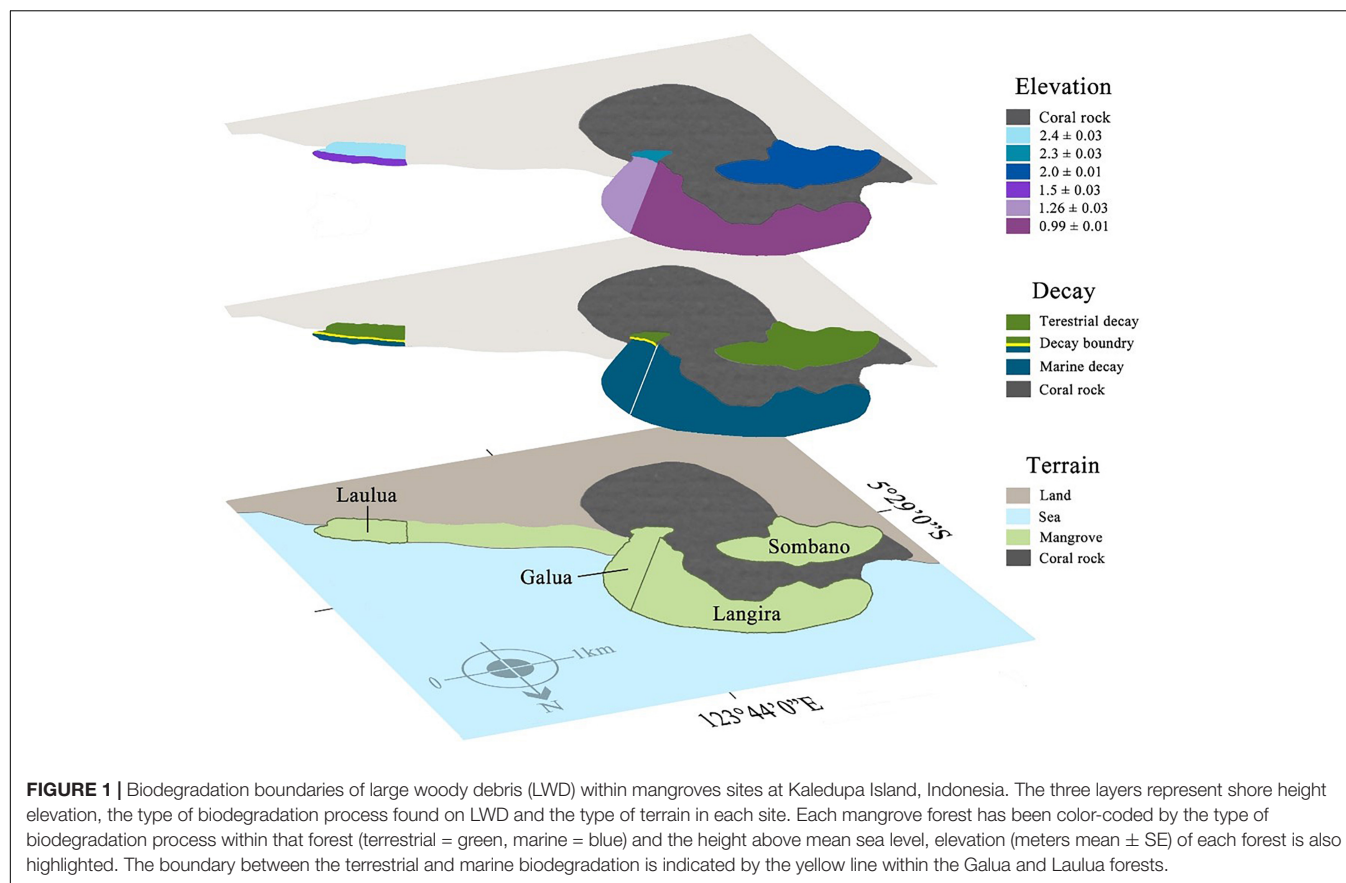 Elevation
Coral rock
2.4 ± 0.03
2.3 ± 0.03
2.0 ± 0.01
1.5 ± 0.03
1.26 ± 0.03
0.99 ± 0.01
Decay
Terestrial decay
Decay boundry
Marine decay
Coral rock
Terrain
Land
Sea
Mangrove
Coral rock
Laulua
5°26'0"S
Sombano
Galua
Langira
0
1km
N
123°44'0"E
FIGURE 1 | Biodegradation boundaries of large woody debris (LWD) within mangroves sites at Kaledupa Island, Indonesia. The three layers represent shore height
elevation, the type of biodegradation process found on LWD and the type of terrain in each site. Each mangrove forest has been color-coded by the type of
biodegradation process within that forest (terrestrial = green, marine = blue) and the height above mean sea level, elevation (meters mean ± SE) of each forest is also
highlighted. The boundary between the terrestrial and marine biodegradation is indicated by the yellow line within the Galua and Laulua forests.